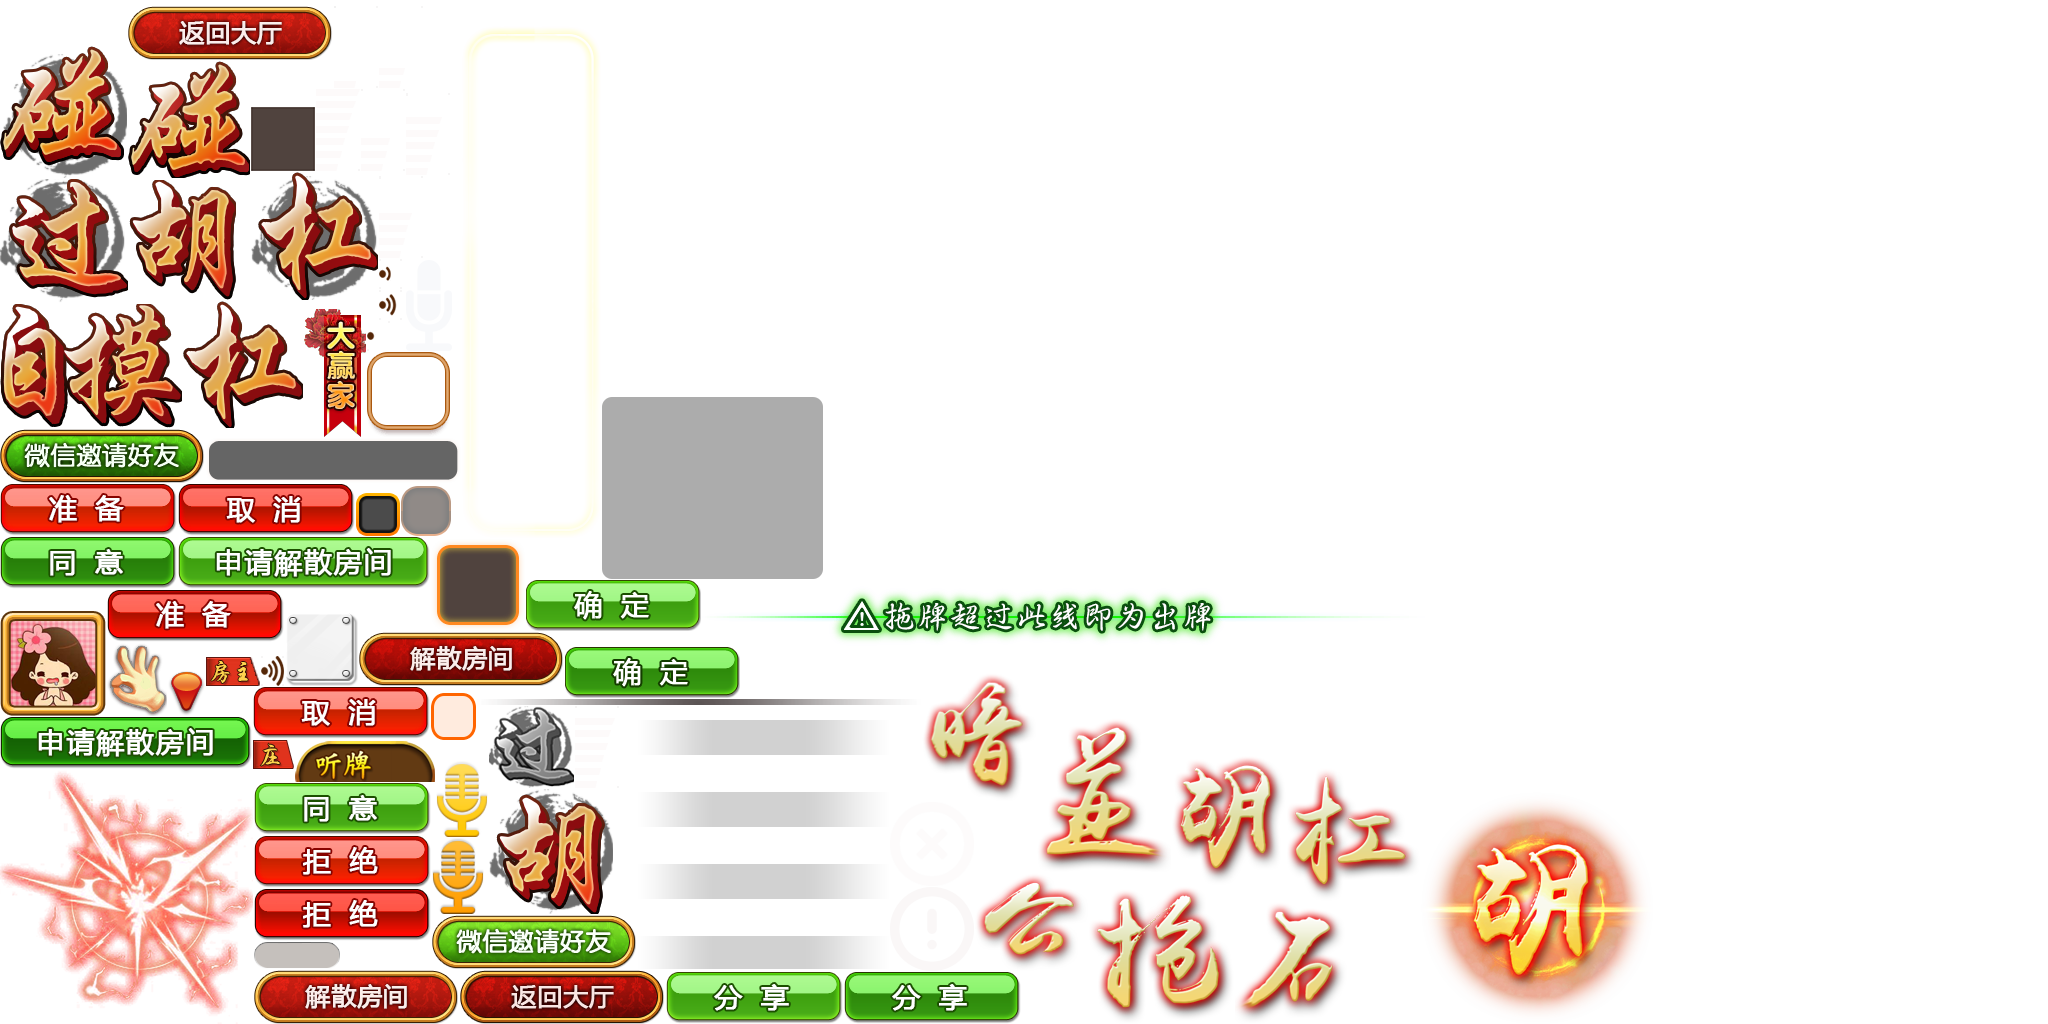 返回大厅
碰 碰
过 胡 杠
自摸 杠
大赢家
微信邀请好友
准 备
取 消
同 意
申请解散房间
准 备
确 定
拖牌超过此线即为出牌
房主
解散房间
确 定
取 消
申请解散房间
庄
听牌
过
暗
同 意
胡
胡 杠
胡
拒 绝
拒 绝
微信邀请好友
抢
石
解散房间
返回大厅
分 享
分 享